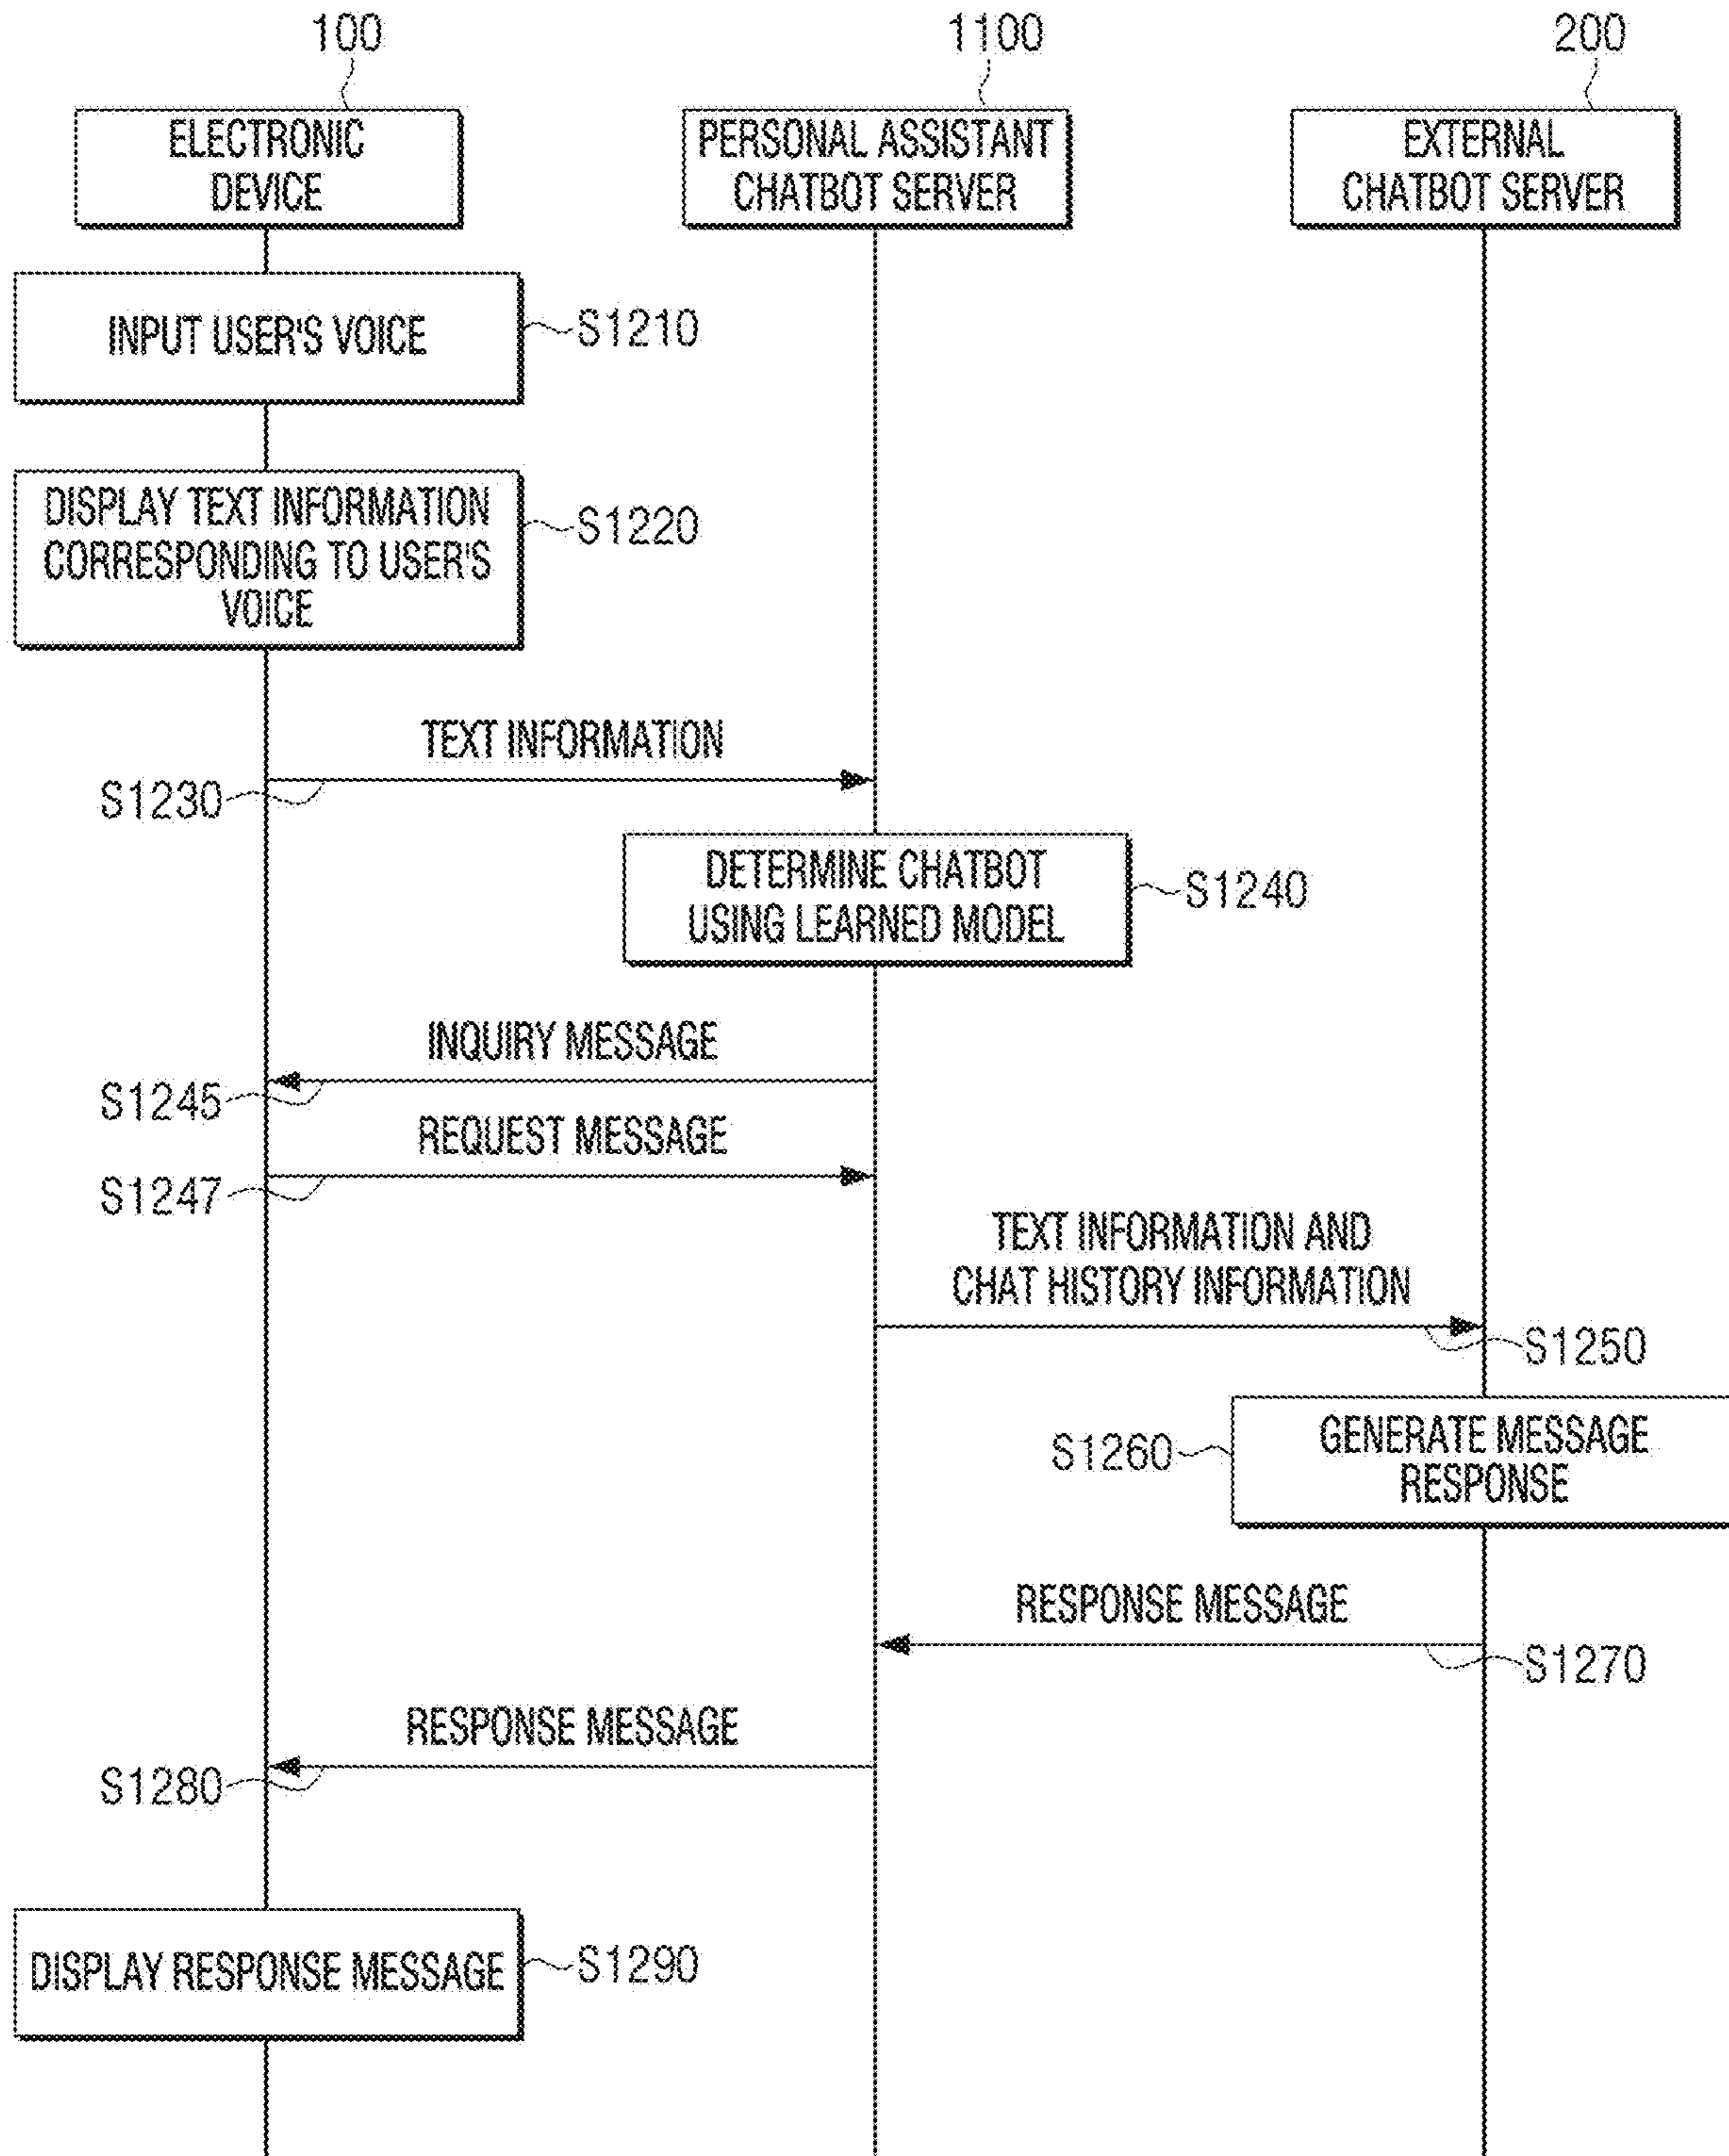 100
1100
200
ELECTRONIC
DEVICE
PERSONAL ASSISTANT
CHATBOT SERVER
EXTERNAL
CHATBOT SERVER
INPUT USER'S VOICE
S1210
DISPLAY TEXT INFORMATION
CORRESPONDING TO USER'S
VOICE
S1220
TEXT INFORMATION
S1230
DETERMINE CHATBOT
USING LEARNED MODEL
S1240
INQUIRY MESSAGE
S1245
REQUEST MESSAGE
S1247
TEXT INFORMATION AND
CHAT HISTORY INFORMATION
S1250
GENERATE MESSAGE
RESPONSE
S1260
RESPONSE MESSAGE
S1270
RESPONSE MESSAGE
S1280
DISPLAY RESPONSE MESSAGE
S1290